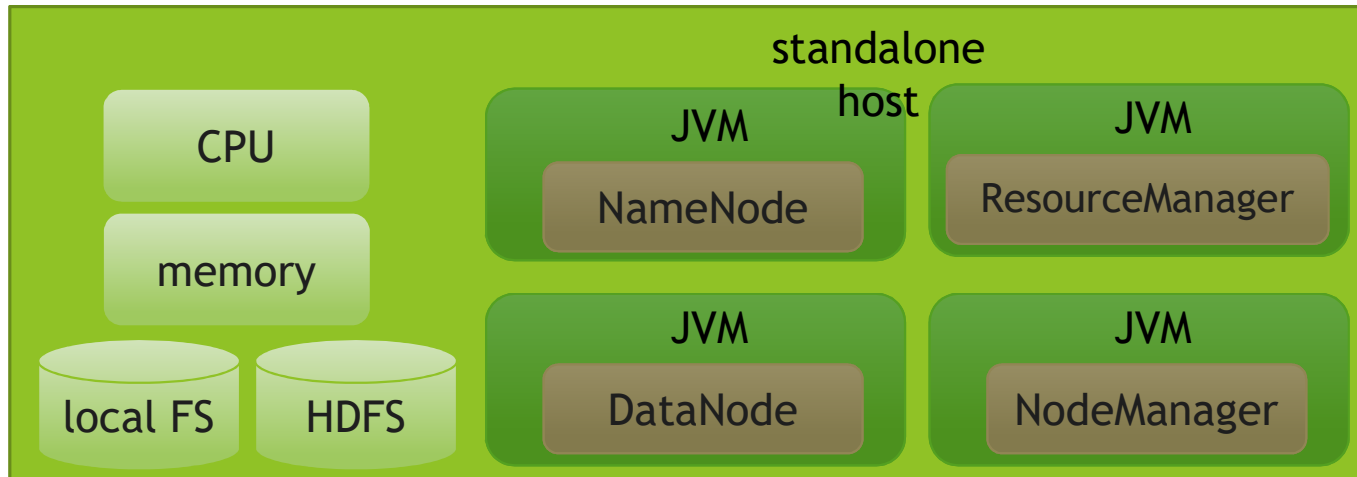 standalone
host
CPU
memory
local FS
HDFS
JVM
NameNode
JVM
ResourceManager
JVM
DataNode
JVM
NodeManager